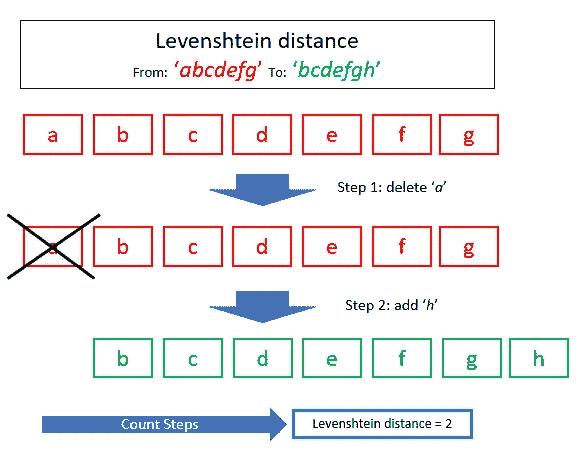 Levenshtein distance
From: ‘abcdefg’ To: ‘bcdefgh’
a b c d e f g
Step 1: delete ‘a’
a b c d e f g
Step 2: add ‘h’
b c d e f g h
Count Steps Levenshtein distance = 2